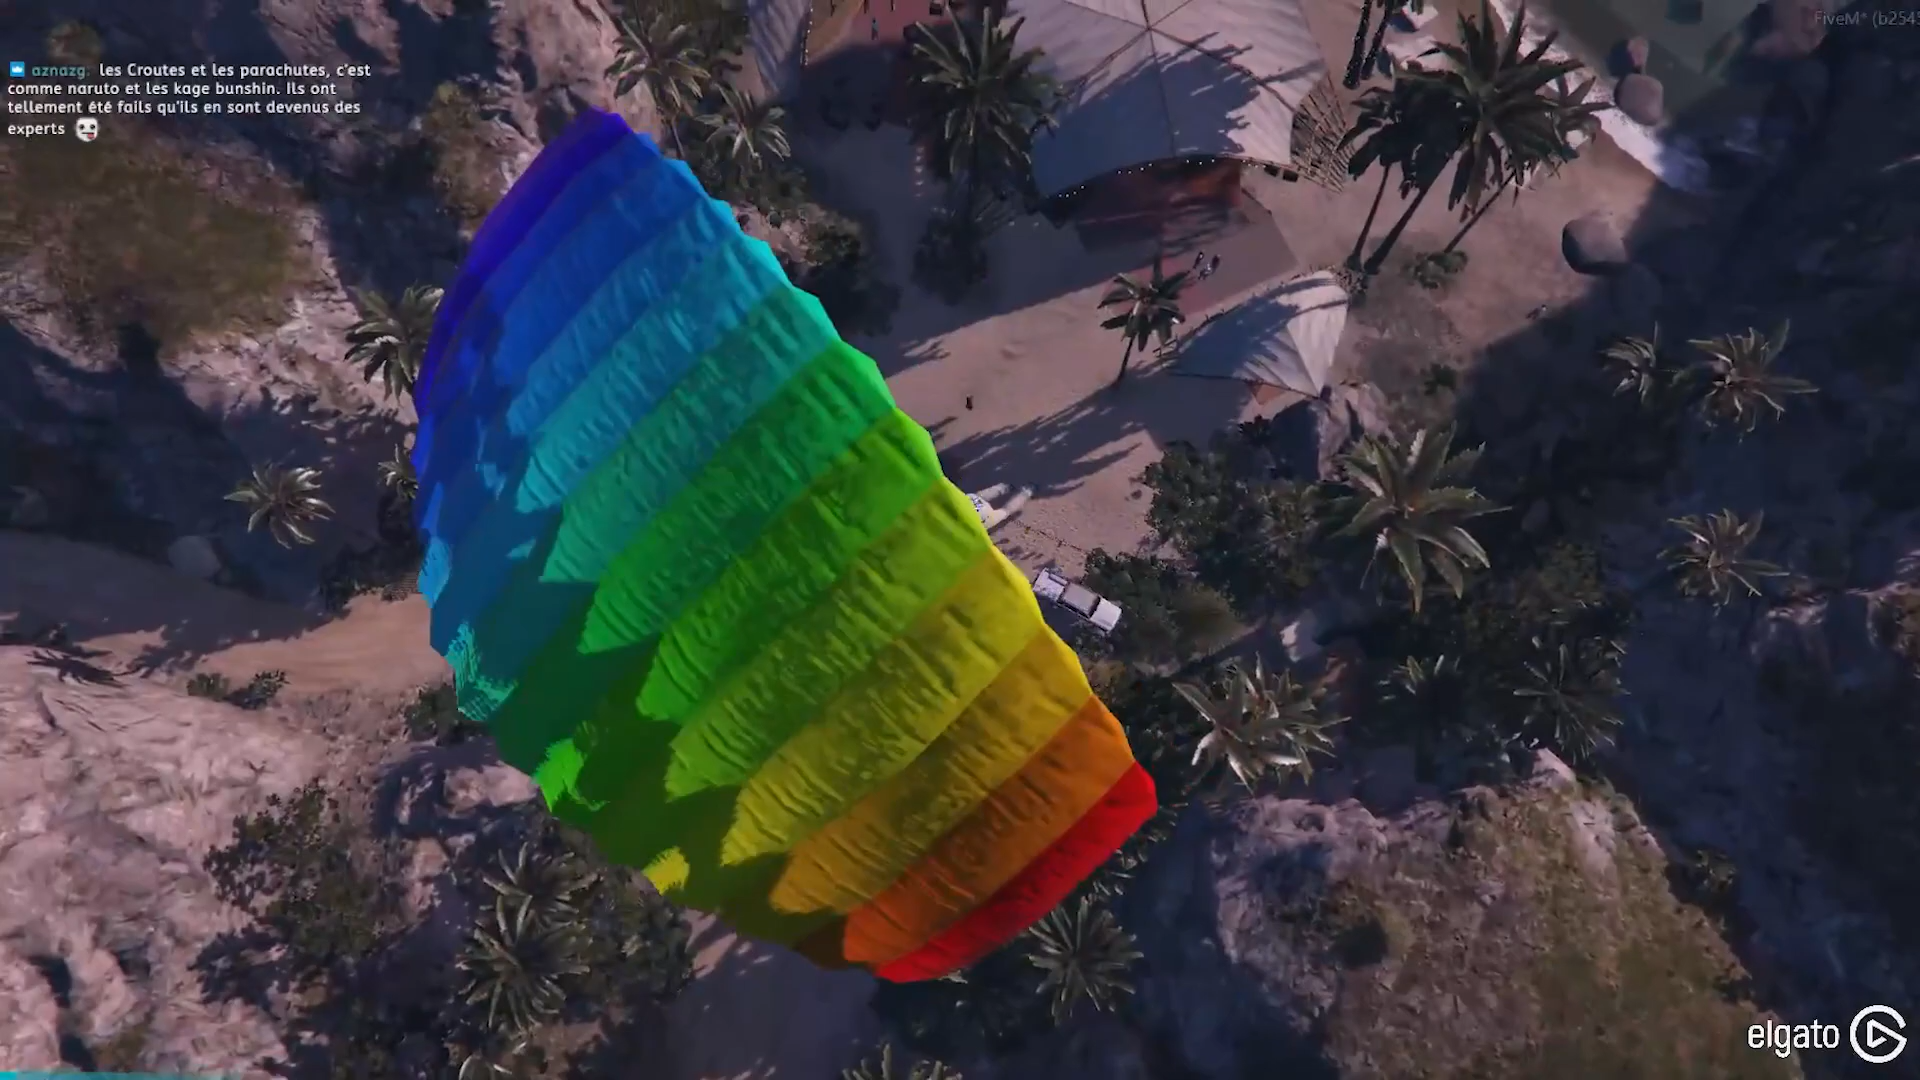 FiveM* (b2545
aznazg: les Croutes et les parachutes, c'est
comme naruto et les kage bunshin. Ils ont
tellement été fails qu'ils en sont devenus des
experts
elgato